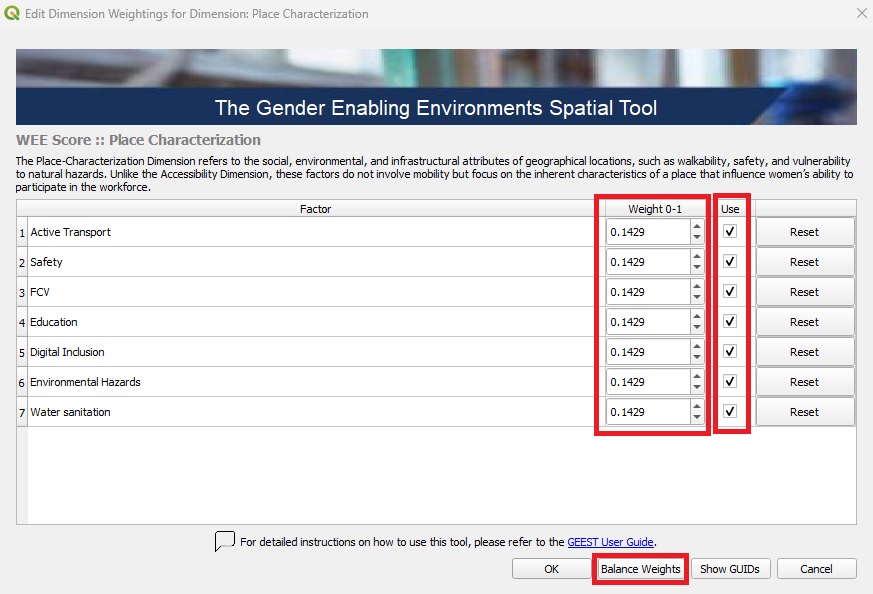 Edit Dimension Weightings for Dimension: Place Characterization
The Gender Enabling Environments Spatial Tool
WEE Score :: Place Characterization
The Place-Characterization Dimension refers to the social, environmental, and infrastructural attributes of geographical locations, such as walkability, safety, and vulnerability
to natural hazards. Unlike the Accessibility Dimension, these factors do not involve mobility but focus on the inherent characteristics of a place that influence women's ability to
participate in the workforce.
Factor Weight 0-1 Use
1 Active Transport 0.1429 Reset
2 Safety 0.1429 Reset
3 FCV 0.1429 Reset
4 Education 0.1429 Reset
5 Digital Inclusion 0.1429 Reset
6 Environmental Hazards 0.1429 Reset
7 Water sanitation 0.1429 Reset
For detailed instructions on how to use this tool, please refer to the GEEST User Guide.
OK Balance Weights Show GUIDs Cancel